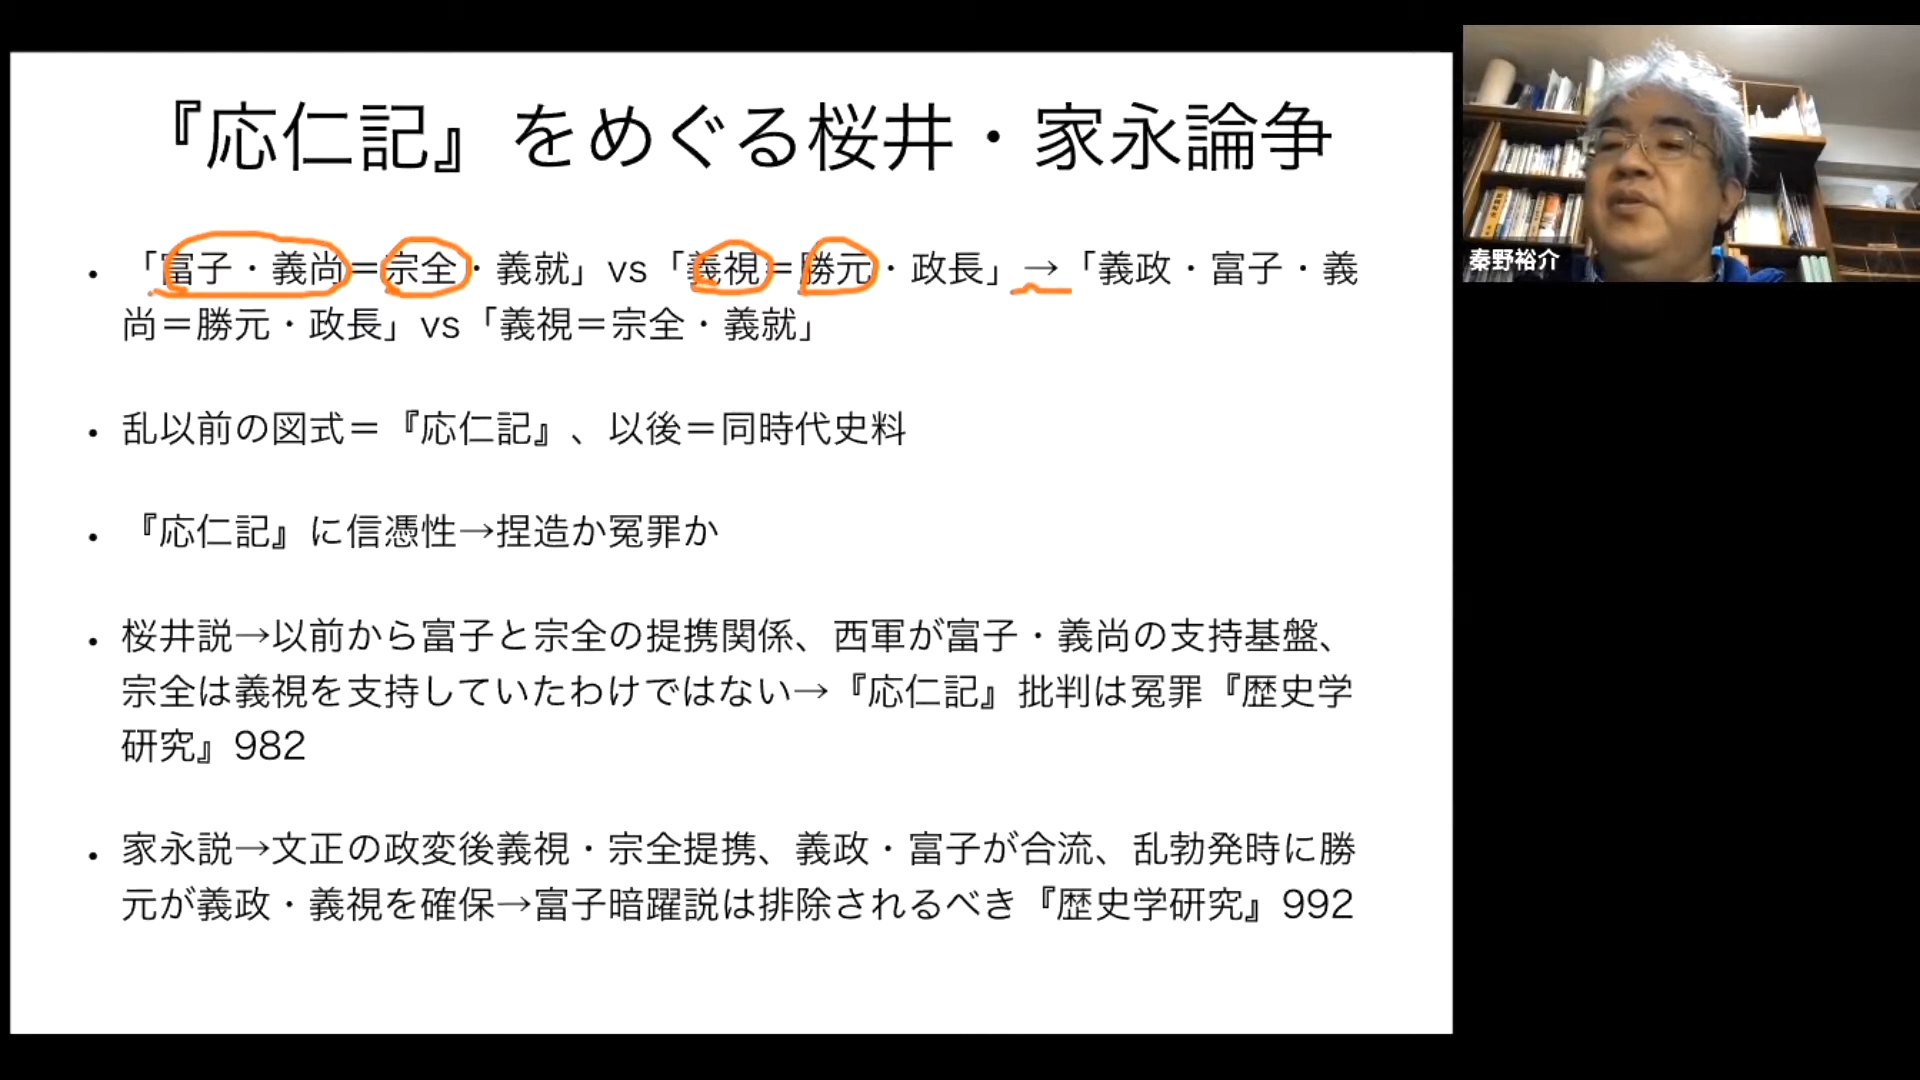 『応仁記』をめぐる桜井・家永論争
・「富子・義尚＝宗全・義就」vs「義視＝勝元・政長」→「義政・富子・義
尚＝勝元・政長」vs「義視＝宗全・義就」
・乱以前の図式＝『応仁記』、以後＝同時代史料
・『応仁記』に信憑性→捏造か冤罪か
・桜井説→以前から富子と宗全の提携関係、西軍が富子・義尚の支持基盤、
宗全は義視を支持していたわけではない→『応仁記』批判は冤罪『歴史学
研究』982
・家永説→文正の政変後義視・宗全提携、義政・富子が合流、乱勃発時に勝
元が義政・義視を確保→富子暗躍説は排除されるべき『歴史学研究』992
秦野裕介